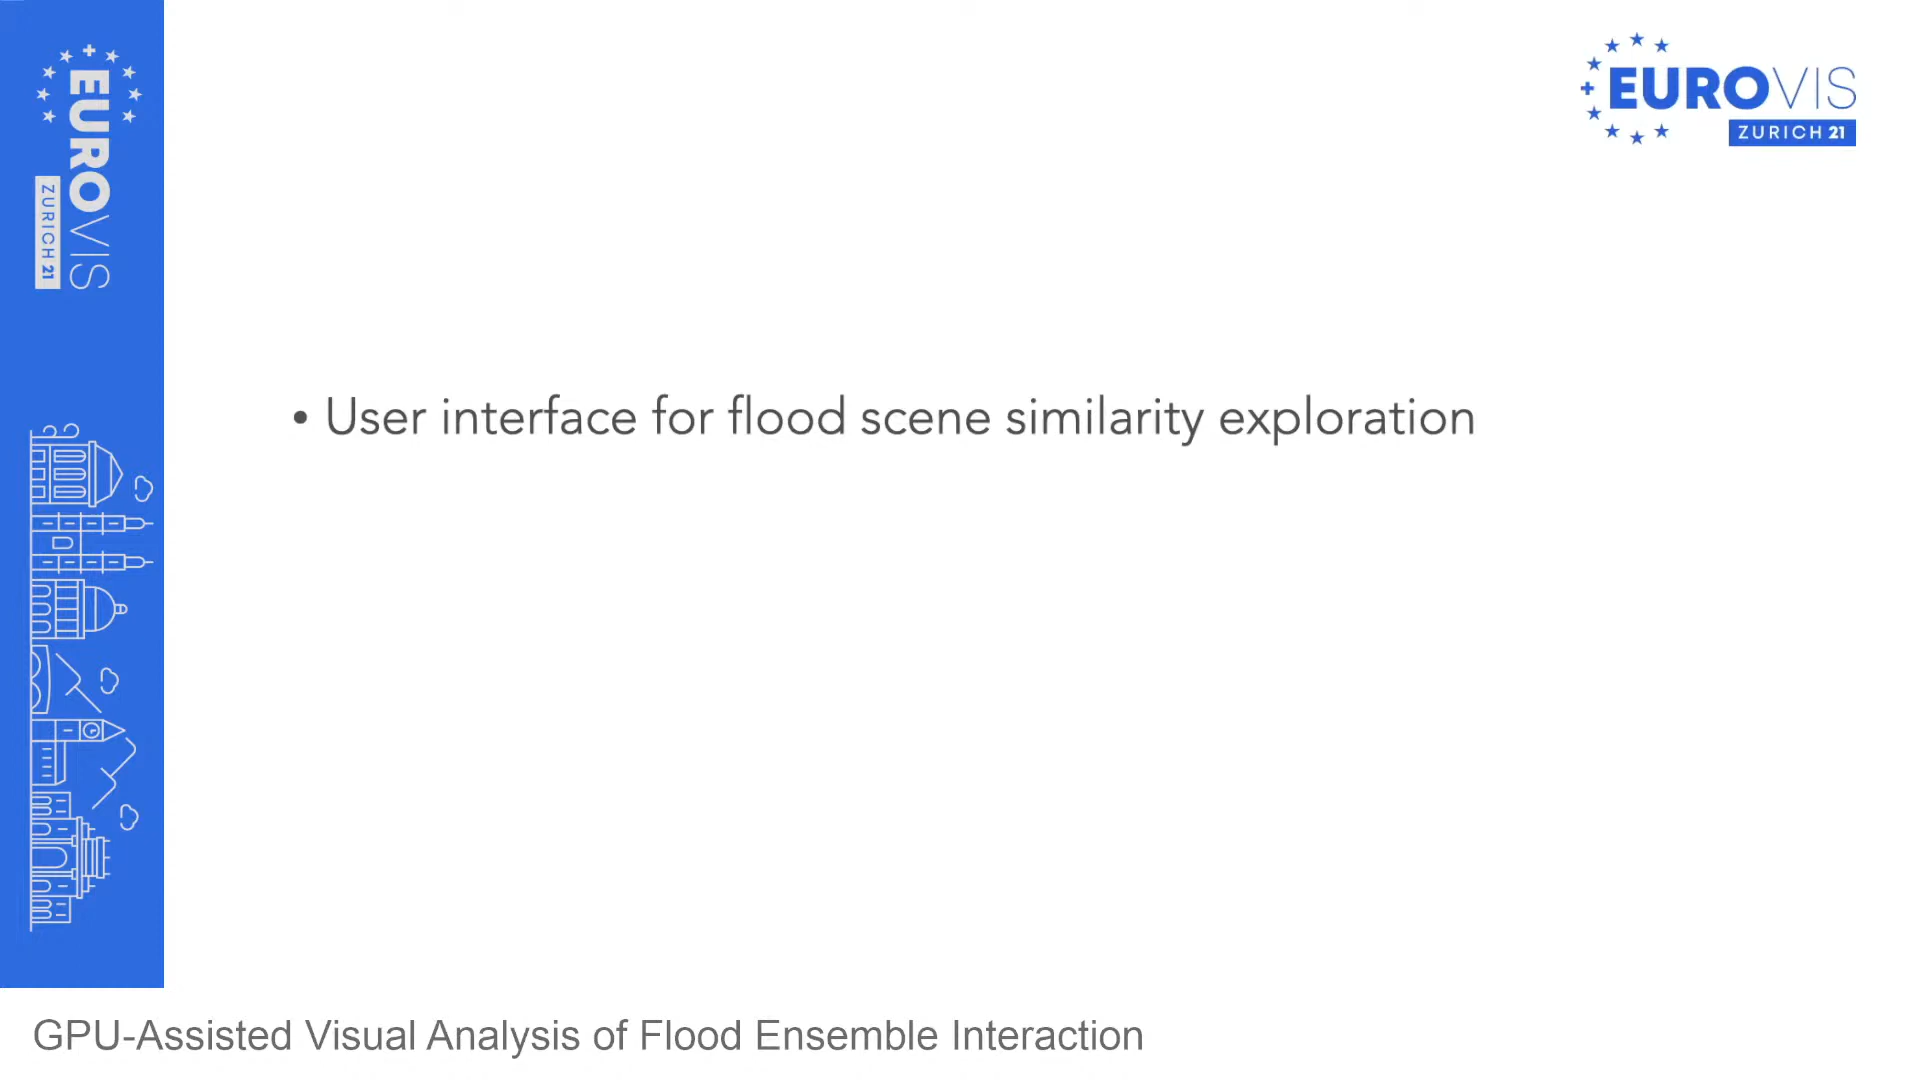 EUROVIS
ZURICH 21
EUROVIS
ZURICH 21
• User interface for flood scene similarity exploration
GPU-Assisted Visual Analysis of Flood Ensemble Interaction